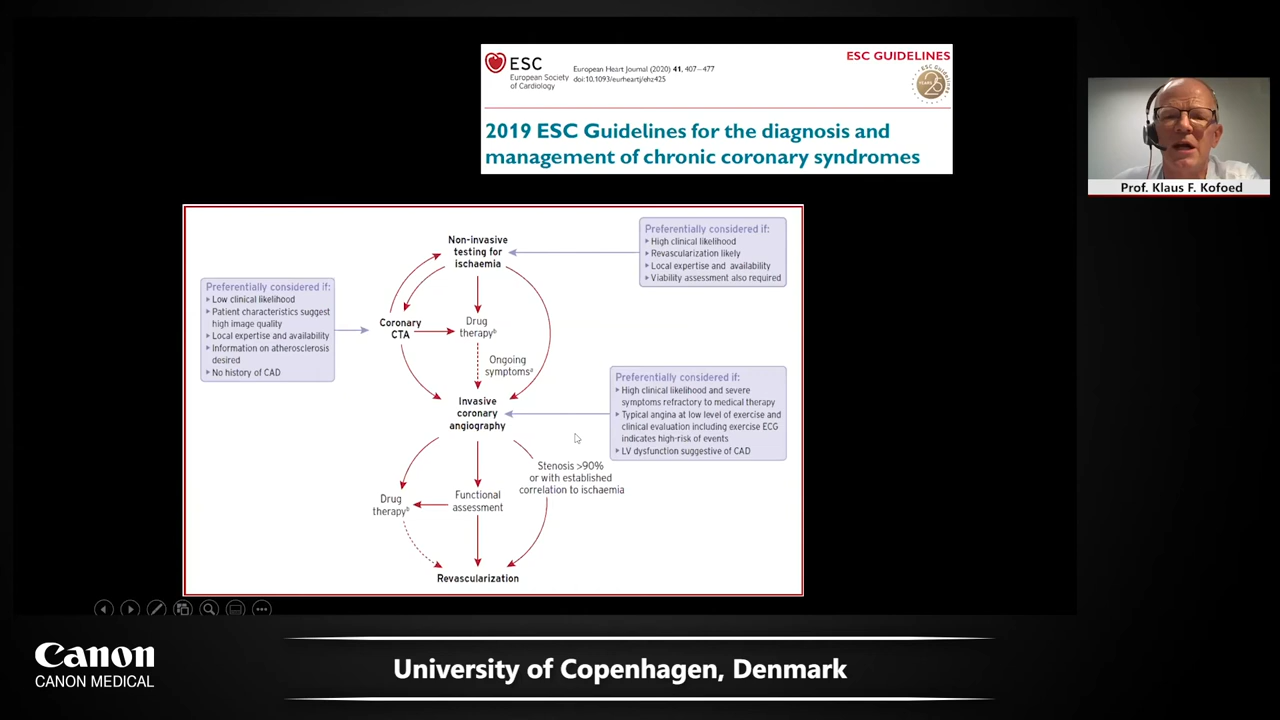 ESC
European Society
of Cardiology
European Heart Journal (2020) 41, 407–477
doi:10.1093/eurheartj/ehz425
ESC GUIDELINES
2019 ESC Guidelines for the diagnosis and
management of chronic coronary syndromes
Prof. Klaus F. Kofoed
Non-invasive
testing for
ischaemia
Preferentially considered if:
High clinical likelihood
Revascularization likely
Local expertise and availability
Viability assessment also required
Preferentially considered if:
Low clinical likelihood
Patient characteristics suggest
high image quality
Local expertise and availability
Information on atherosclerosis
desired
No history of CAD
Coronary
CTA
Drug
therapyᵇ
Ongoing
symptomsᵃ
Invasive
coronary
angiography
Preferentially considered if:
High clinical likelihood and severe
symptoms refractory to medical therapy
Typical angina at low level of exercise and
clinical evaluation including exercise ECG
indicates high-risk of events
LV dysfunction suggestive of CAD
Stenosis >90%
or with established
correlation to ischaemia
Drug
therapyᵇ
Functional
assessment
Revascularization
Canon
CANON MEDICAL
University of Copenhagen, Denmark